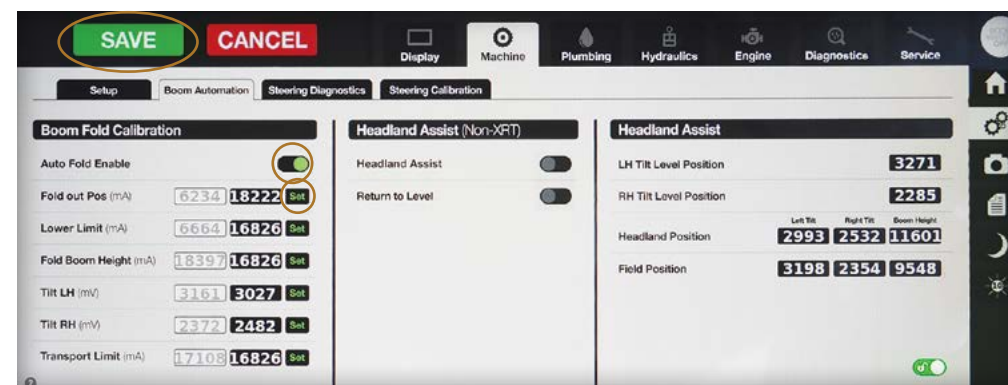 SAVE CANCEL Display Machine Plumbing Hydraulics Engine Diagnostics Service
Setup Boom Automation Steering Diagnostics Steering Calibration
Boom Fold Calibration
Auto Fold Enable
Fold out Pos (mA) 6234 18222 Set
Lower Limit (mA) 6664 16826 Set
Fold Boom Height (mA) 18397 16826 Set
Tilt LH (mV) 3161 3027 Set
Tilt RH (mV) 2372 2482 Set
Transport Limit (mA) 17108 16826 Set
Headland Assist (Non-XRT)
Headland Assist
Return to Level
Headland Assist
LH Tilt Level Position 3271
RH Tilt Level Position 2285
Left Tilt Right Tilt Boom Height
Headland Position 2993 2532 11601
Field Position 3198 2354 9548